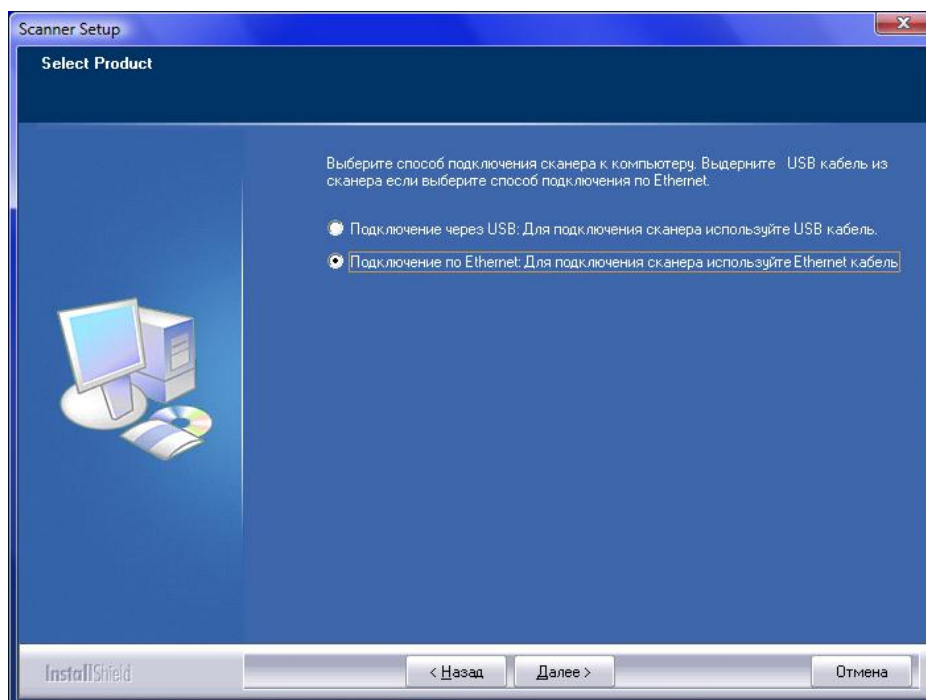 Scanner Setup
Select Product
Выберите способ подключения сканера к компьютеру. Выдерните USB кабель из
сканера если выберите способ подключения по Ethernet.
Подключение через USB: Для подключения сканера используйте USB кабель.
Подключение по Ethernet: Для подключения сканера используйте Ethernet кабель
InstallShield
< Назад
Далее >
Отмена